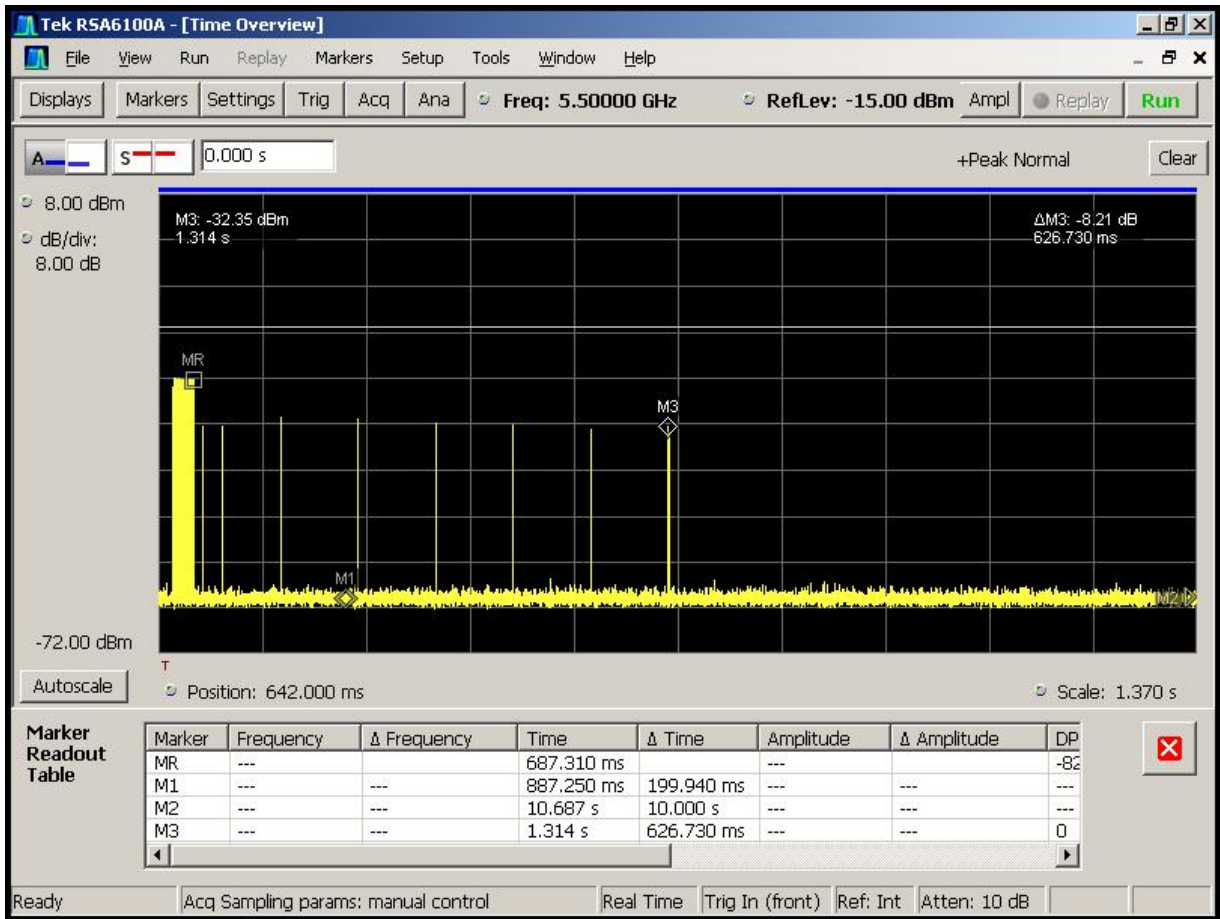 Tek RSA6100A - [Time Overview]
File View Run Replay Markers Setup Tools Window Help
Displays Markers Settings Trig Acq Ana Freq: 5.50000 GHz RefLev: -15.00 dBm Ampl Replay Run
A S 0.000 s +Peak Normal Clear
8.00 dBm
dB/div:
8.00 dB
M3: -32.35 dBm
1.314 s
ΔM3: -8.21 dB
626.730 ms
MR
M3
M1
M2
-72.00 dBm
T
Autoscale Position: 642.000 ms Scale: 1.370 s
Marker Readout Table
Marker Frequency Δ Frequency Time Δ Time Amplitude Δ Amplitude DP
MR --- 687.310 ms --- -82
M1 --- --- 887.250 ms 199.940 ms --- --- ---
M2 --- --- 10.687 s 10.000 s --- --- ---
M3 --- --- 1.314 s 626.730 ms --- --- 0
Ready Acq Sampling params: manual control Real Time Trig In (front) Ref: Int Atten: 10 dB